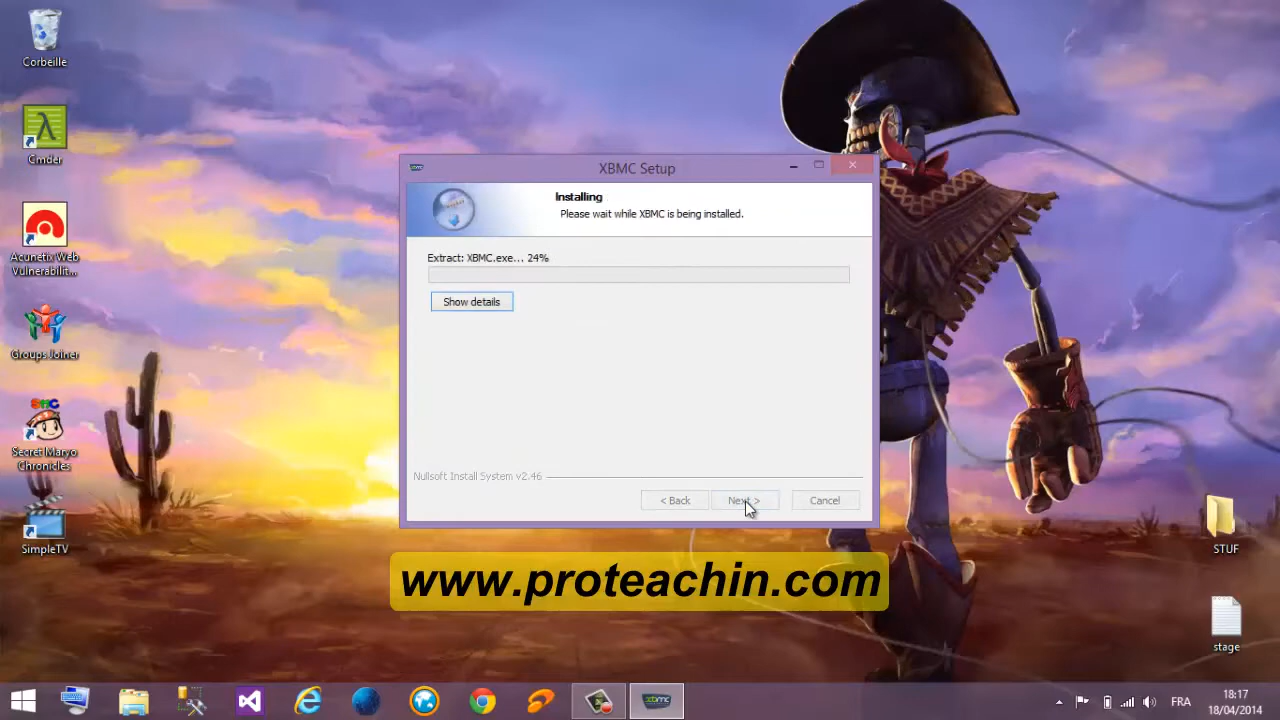 Corbeille
Cmder
Acunetix Web
Vulnerabilit...
Groups Joiner
SMC
Secret Maryo
Chronicles
SimpleTV
XBMC Setup
Installing
Please wait while XBMC is being installed.
Extract: XBMC.exe... 24%
Show details
Nullsoft Install System v2.46
< Back
Next >
Cancel
www.proteachin.com
STUF
stage
xbmc
FRA
18:17
18/04/2014